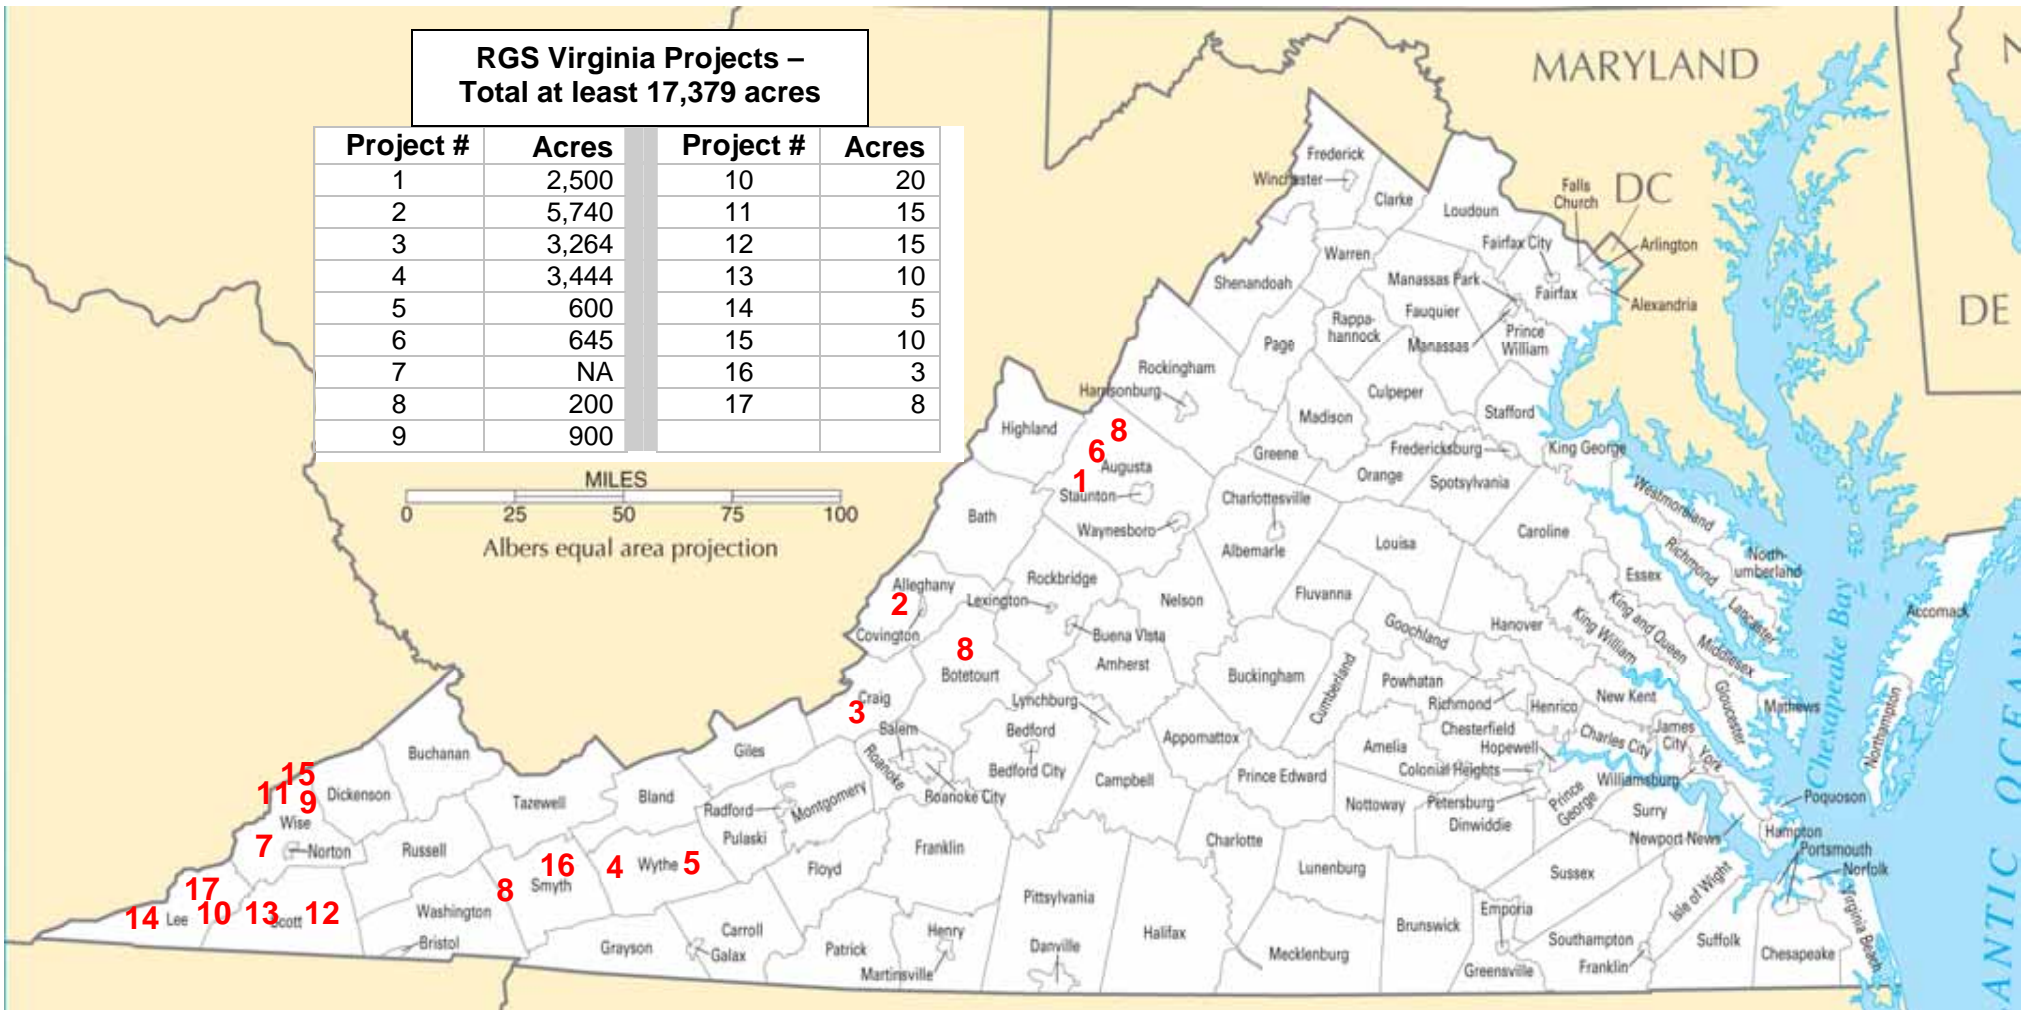 RGS Virginia Projects –
Total at least 17,379 acres
Project # Acres Project # Acres
1 2,500 10 20
2 5,740 11 15
3 3,264 12 15
4 3,444 13 10
5 600 14 5
6 645 15 10
7 NA 16 3
8 200 17 8
9 900
MILES
0 25 50 75 100
Albers equal area projection
MARYLAND
DC
DE
N
Frederick
Winchester
Clarke
Loudoun
Falls
Church
Fairfax City
Arlington
Warren
Shenandoah
Manassas Park
Fairfax
Alexandria
Fauquier
Rappa-
hannock
Prince
William
Manassas
Page
Rockingham
Harrisonburg
Culpeper
Madison
Stafford
Highland
8
6
Augusta
1
Staunton
Greene
Fredericksburg
King George
Orange
Spotsylvania
Westmoreland
Charlottesville
Bath
Waynesboro
Albemarle
Louisa
Caroline
Richmond
North-
umberland
Essex
Alleghany
2
Covington
Rockbridge
Lexington
Nelson
Fluvanna
Goochland
Hanover
King William
King and Queen
Lancaster
Middlesex
Accomack
Chesapeake Bay
8
Botetourt
Buena Vista
Amherst
Buckingham
Cumberland
Powhatan
Richmond
Henrico
New Kent
Gloucester
Mathews
Northampton
Craig
3
Salem
Lynchburg
Bedford
Bedford City
Appomattox
Chesterfield
Amelia
Hopewell
Colonial Heights
Charles City
James
City
York
Williamsburg
Buchanan
Giles
Roanoke
Roanoke City
Campbell
Prince Edward
Nottoway
Petersburg
Dinwiddie
Prince
George
Surry
Poquoson
15
11
9
Dickenson
Wise
7
Norton
Tazewell
Bland
Radford
Montgomery
Pulaski
Russell
Charlotte
Lunenburg
Newport News
Hampton
Portsmouth
Norfolk
Sussex
16
Smyth
8
4
Wythe
5
Floyd
Franklin
17
14
Lee
10
13
Scott
12
Washington
Bristol
Grayson
Galax
Carroll
Patrick
Henry
Martinsville
Pittsylvania
Danville
Halifax
Mecklenburg
Brunswick
Emporia
Greensville
Southampton
Franklin
Isle of Wight
Suffolk
Chesapeake
Virginia Beach
ANTIC OCEAN